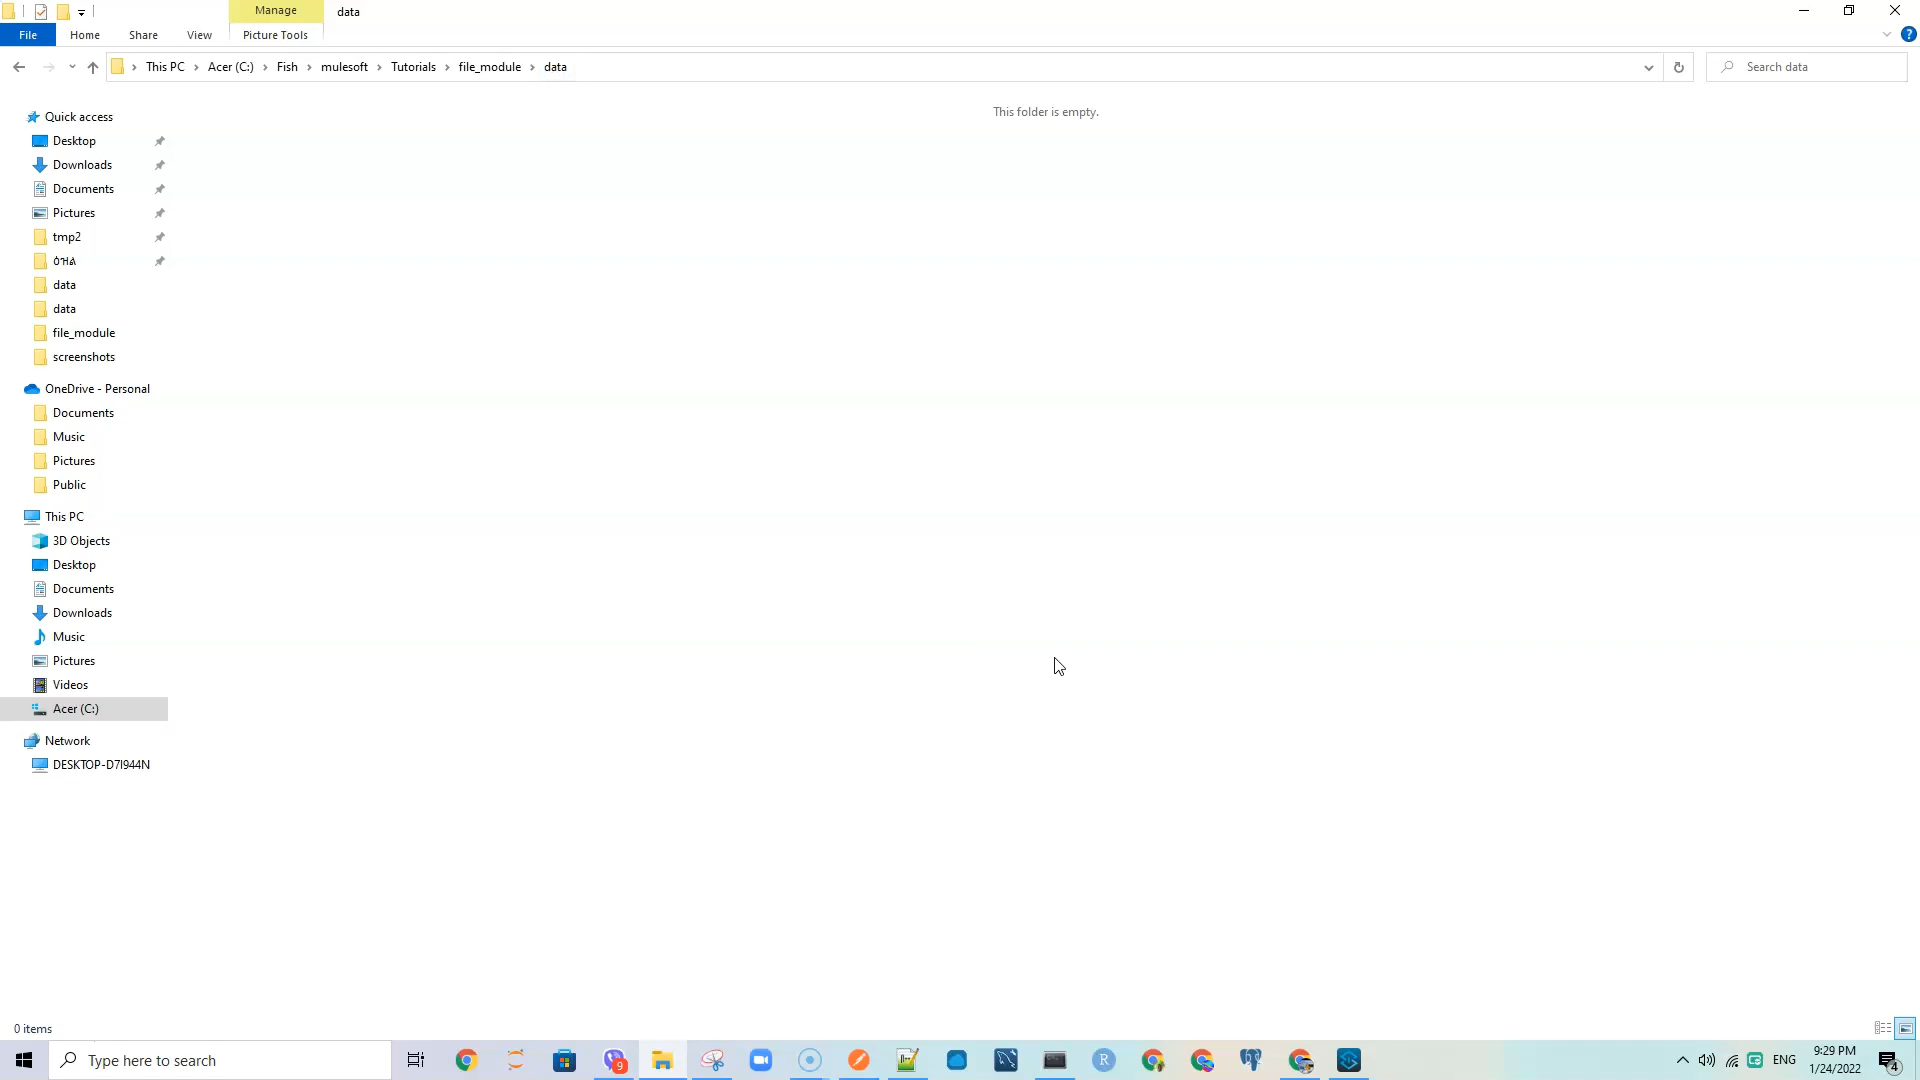 Manage data
File Home Share View Picture Tools
This PC Acer (C:) Fish mulesoft Tutorials file_module data Search data
This folder is empty.
Quick access
Desktop
Downloads
Documents
Pictures
tmp2
data
data
file_module
screenshots
OneDrive - Personal
Documents
Music
Pictures
Public
This PC
3D Objects
Desktop
Documents
Downloads
Music
Pictures
Videos
Acer (C:)
Network
DESKTOP-D7I944N
0 items
Type here to search
9
R
ENG
9:29 PM
1/24/2022
4